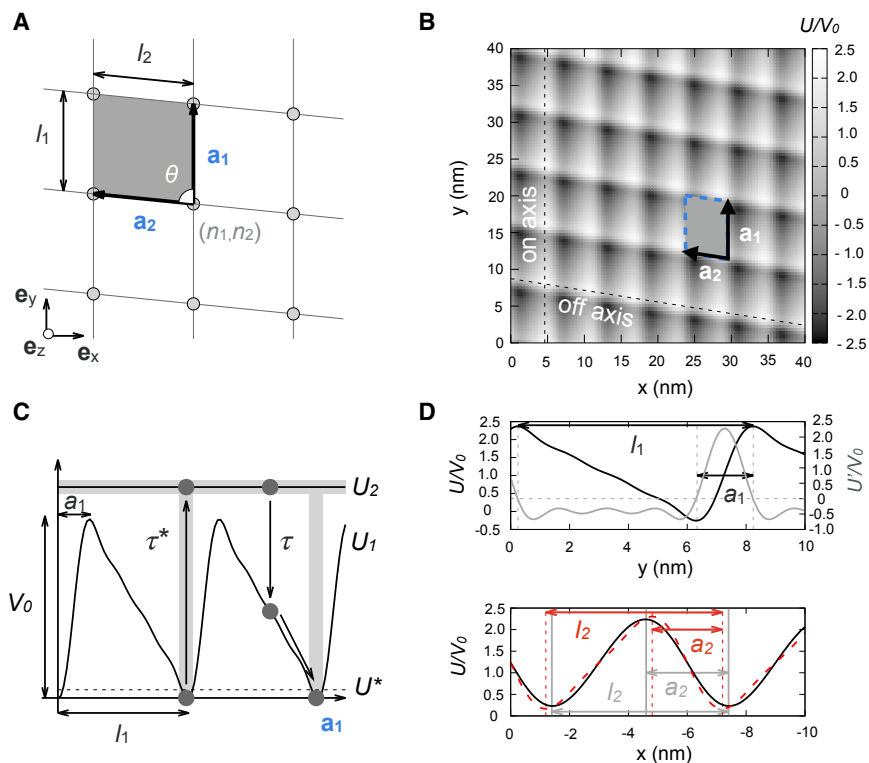 A
l₂
l₁
θ
a₁
a₂
(n₁,n₂)
e_y
e_z
e_x
B
U/V₀
y (nm)
40
35
30
25
20
15
10
5
0
on axis
off axis
a₁
a₂
0 5 10 15 20 25 30 35 40
x (nm)
2.5
2.0
1.5
1.0
0.5
0
- 0.5
- 1.0
- 1.5
- 2.0
- 2.5
C
a₁
U₂
τ*
τ
U₁
V₀
U*
l₁
a₁
D
U/V₀
2.5
2.0
1.5
1.0
0.5
0
-0.5
l₁
a₁
2.5
2.0
1.5
1.0
0.5
0
-0.5
-1.0
U'/V₀
0 2 4 6 8 10
y (nm)
U/V₀
2.5
2.0
1.5
1.0
0.5
0
l₂
a₂
a₂
l₂
0 -2 -4 -6 -8 -10
x (nm)